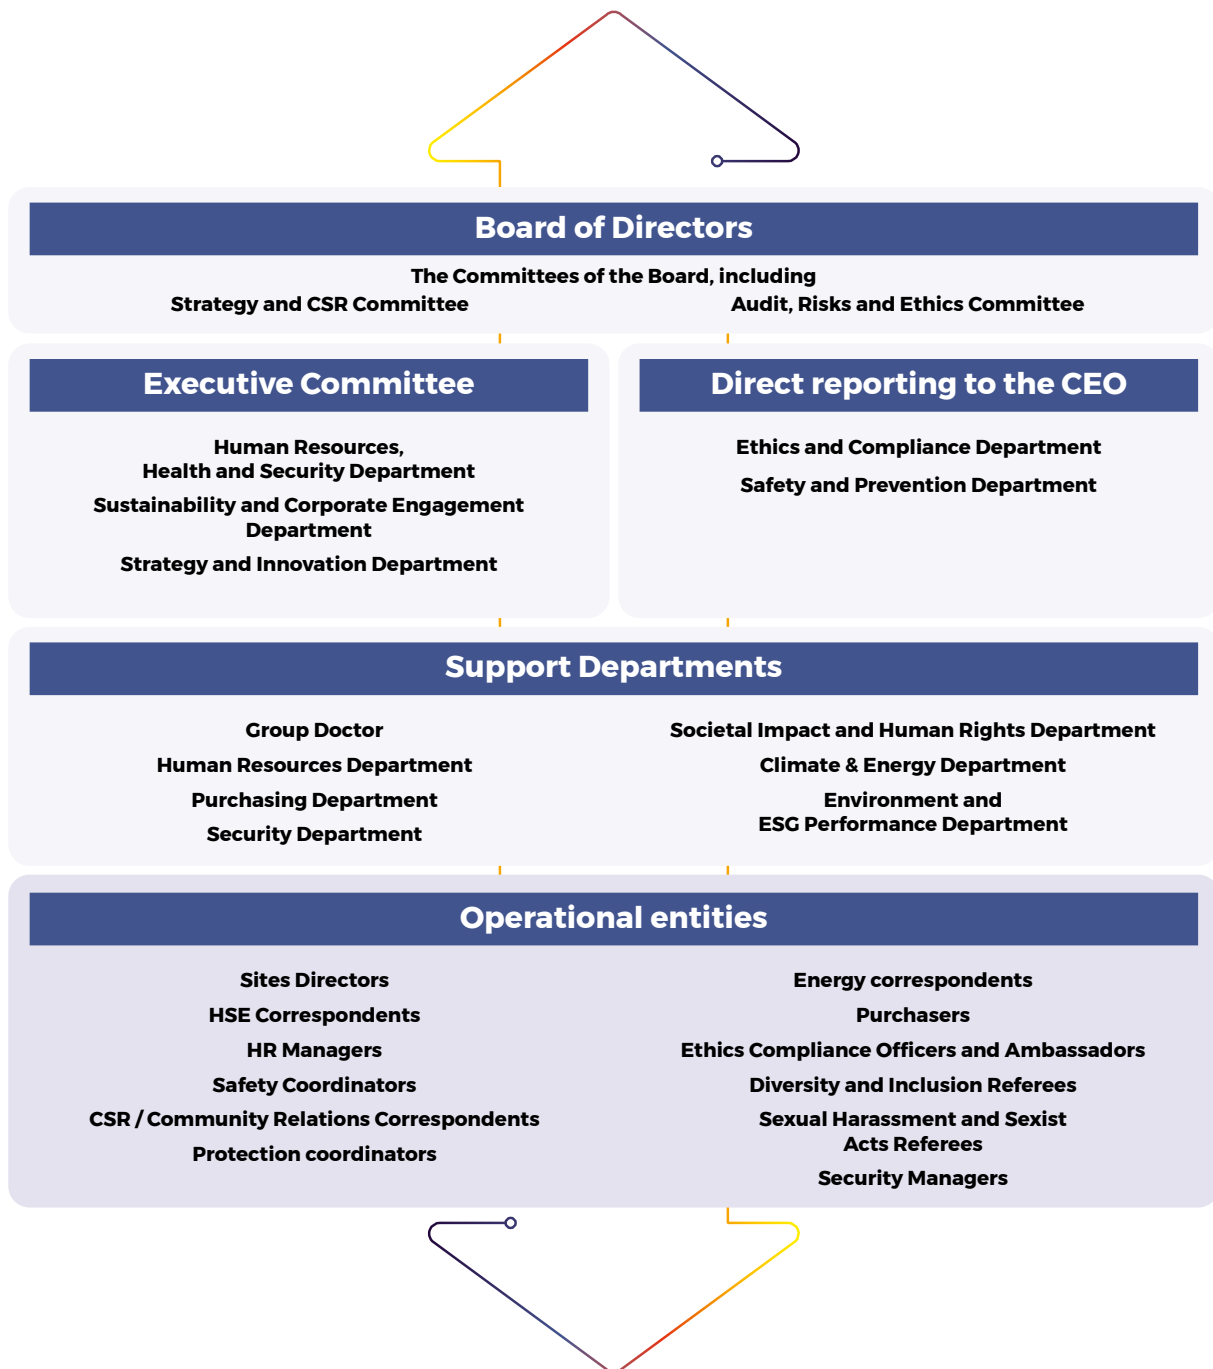 Board of Directors
The Committees of the Board, including
Strategy and CSR Committee
Audit, Risks and Ethics Committee
Executive Committee
Human Resources,
Health and Security Department
Sustainability and Corporate Engagement
Department
Strategy and Innovation Department
Direct reporting to the CEO
Ethics and Compliance Department
Safety and Prevention Department
Support Departments
Group Doctor
Human Resources Department
Purchasing Department
Security Department
Societal Impact and Human Rights Department
Climate & Energy Department
Environment and
ESG Performance Department
Operational entities
Sites Directors
HSE Correspondents
HR Managers
Safety Coordinators
CSR / Community Relations Correspondents
Protection coordinators
Energy correspondents
Purchasers
Ethics Compliance Officers and Ambassadors
Diversity and Inclusion Referees
Sexual Harassment and Sexist
Acts Referees
Security Managers